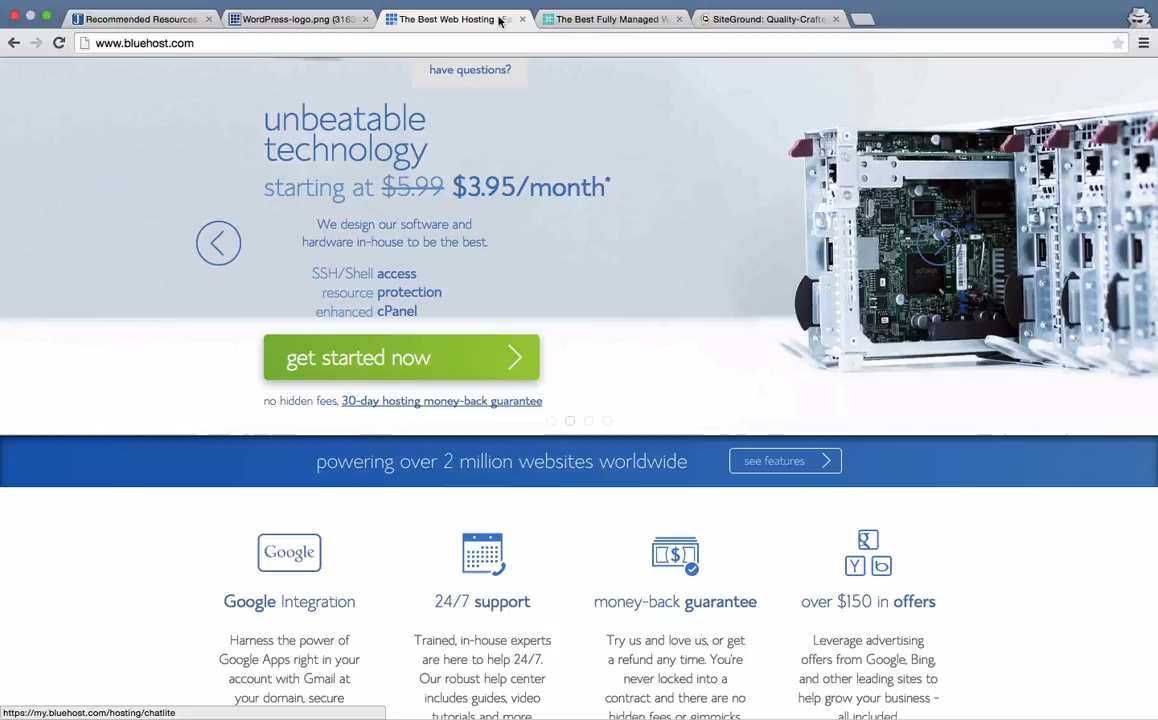 Recommended Resources
WordPress-logo.png (3163
The Best Web Hosting
The Best Fully Managed W
SiteGround: Quality-Crafte
www.bluehost.com
have questions?
unbeatable
technology
starting at $5.99 $3.95/month*
We design our software and
hardware in-house to be the best.
SSH/Shell access
resource protection
enhanced cPanel
get started now
no hidden fees, 30-day hosting money-back guarantee
powering over 2 million websites worldwide
see features
Google
Google Integration
24/7 support
money-back guarantee
over $150 in offers
Harness the power of
Google Apps right in your
account with Gmail at
your domain, secure
Trained, in-house experts
are here to help 24/7.
Our robust help center
includes guides, video
tutorials and more
Try us and love us, or get
a refund any time. You're
never locked into a
contract and there are no
hidden fees or gimmicks
Leverage advertising
offers from Google, Bing,
and other leading sites to
help grow your business -
all included
https://my.bluehost.com/hosting/chatlite